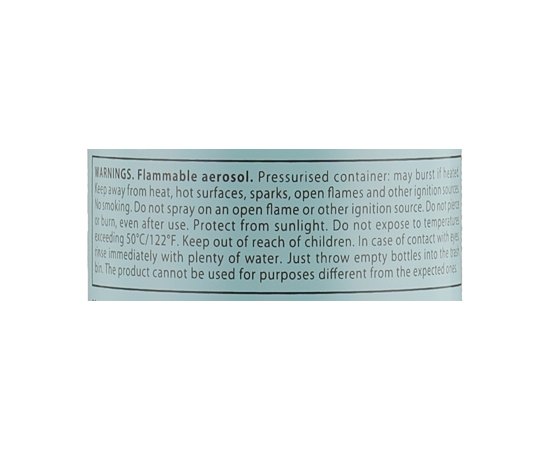 WARNINGS. Flammable aerosol. Pressurised container: may burst if heated.
Keep away from heat, hot surfaces, sparks, open flames and other ignition sources.
No smoking. Do not spray on an open flame or other ignition source. Do not pierce
or burn, even after use. Protect from sunlight. Do not expose to temperatures
exceeding 50°C/122°F. Keep out of reach of children. In case of contact with eyes,
rinse immediately with plenty of water. Just throw empty bottles into the trash
bin. The product cannot be used for purposes different from the expected ones.